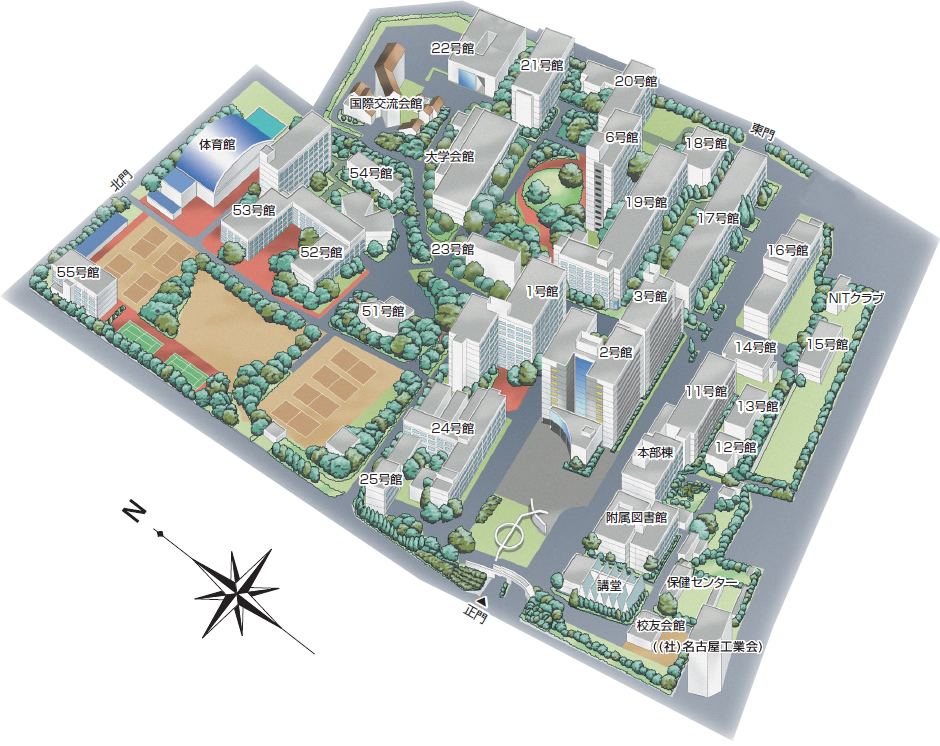 22号館
21号館
20号館
国際交流会館
東門
6号館
18号館
体育館
大学会館
54号館
北門
19号館
53号館
17号館
52号館
23号館
16号館
55号館
1号館
3号館
NITクラブ
51号館
2号館
14号館
15号館
11号館
13号館
24号館
12号館
本部棟
25号館
附属図書館
N
講堂
保健センター
正門
校友会館
((社)名古屋工業会)